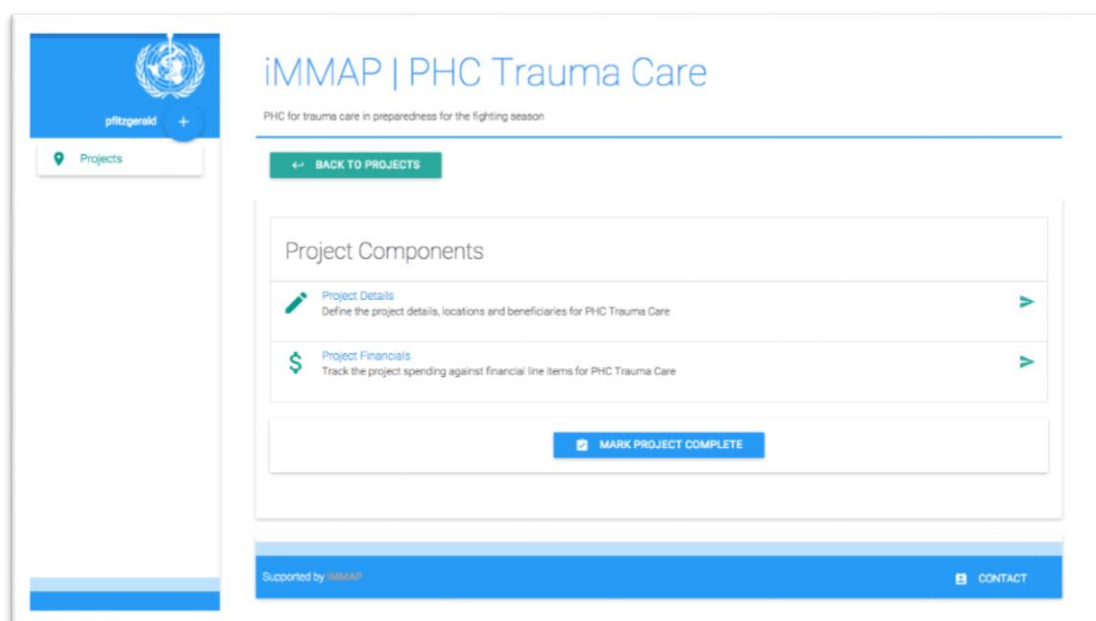 pfitzgerald
Projects
iMMAP | PHC Trauma Care
PHC for trauma care in preparedness for the fighting season
BACK TO PROJECTS
Project Components
Project Details
Define the project details, locations and beneficiaries for PHC Trauma Care
Project Financials
Track the project spending against financial line items for PHC Trauma Care
MARK PROJECT COMPLETE
Supported by iMMAP
CONTACT